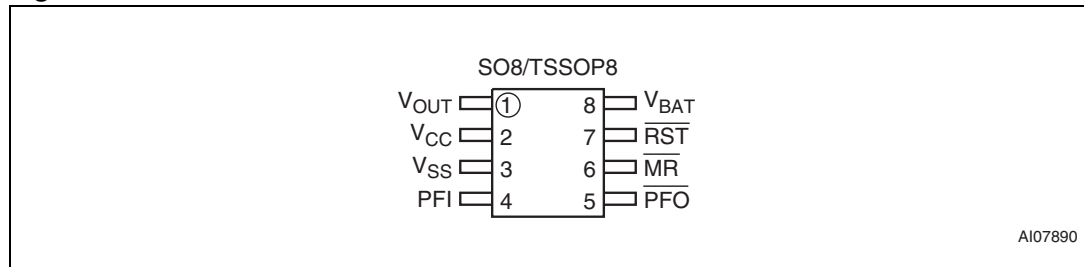 SO8/TSSOP8
VOUT 1 8 VBAT
VCC 2 7 RST
VSS 3 6 MR
PFI 4 5 PFO
AI07890